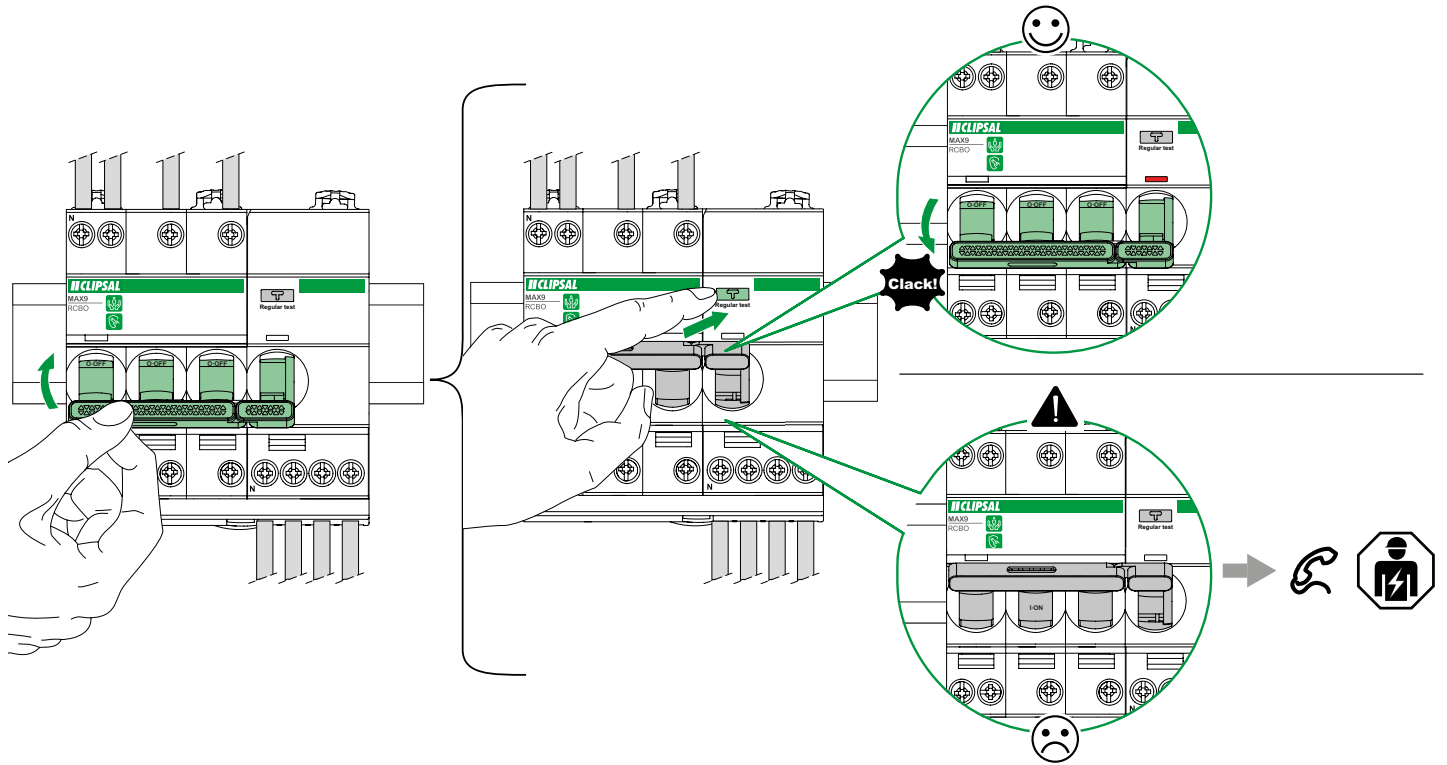 N
CLIPSAL
MAX9
RCBO
Regular test
O-OFF O-OFF O-OFF
N
N
CLIPSAL
MAX9
RCBO
Regular test
N
CLIPSAL
MAX9
RCBO
Regular test
O-OFF O-OFF O-OFF
Clack!
N
CLIPSAL
MAX9
RCBO
Regular test
I-ON
N